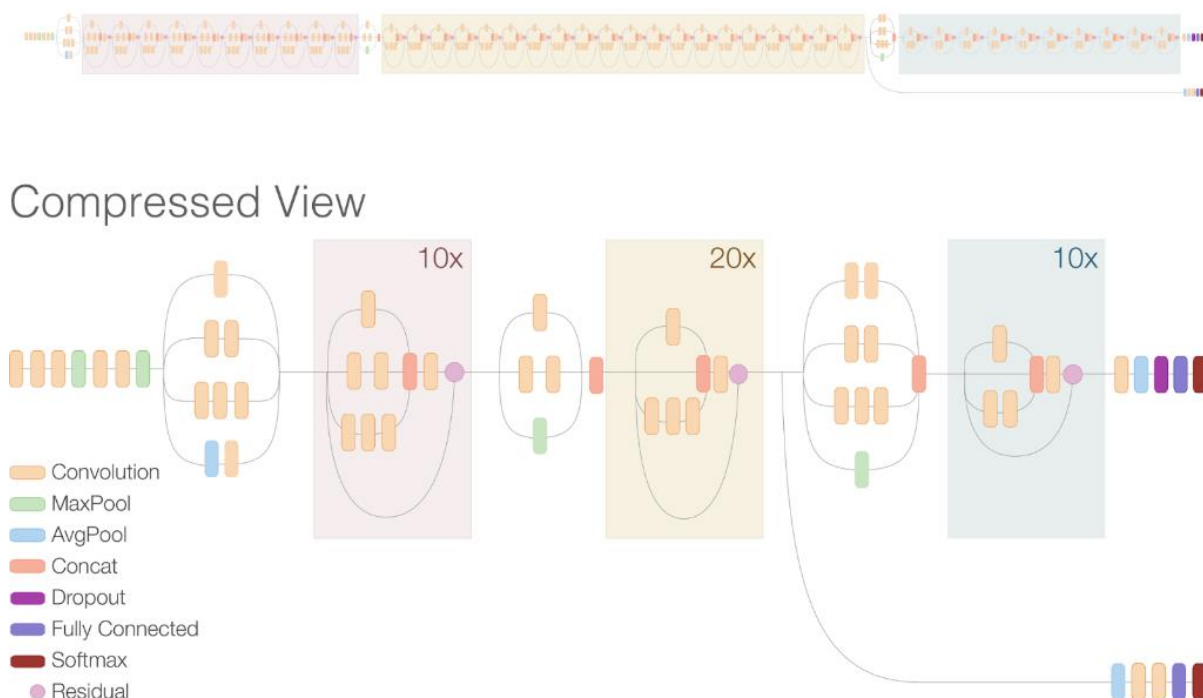 Compressed View
10x
20x
10x
Convolution
MaxPool
AvgPool
Concat
Dropout
Fully Connected
Softmax
Residual